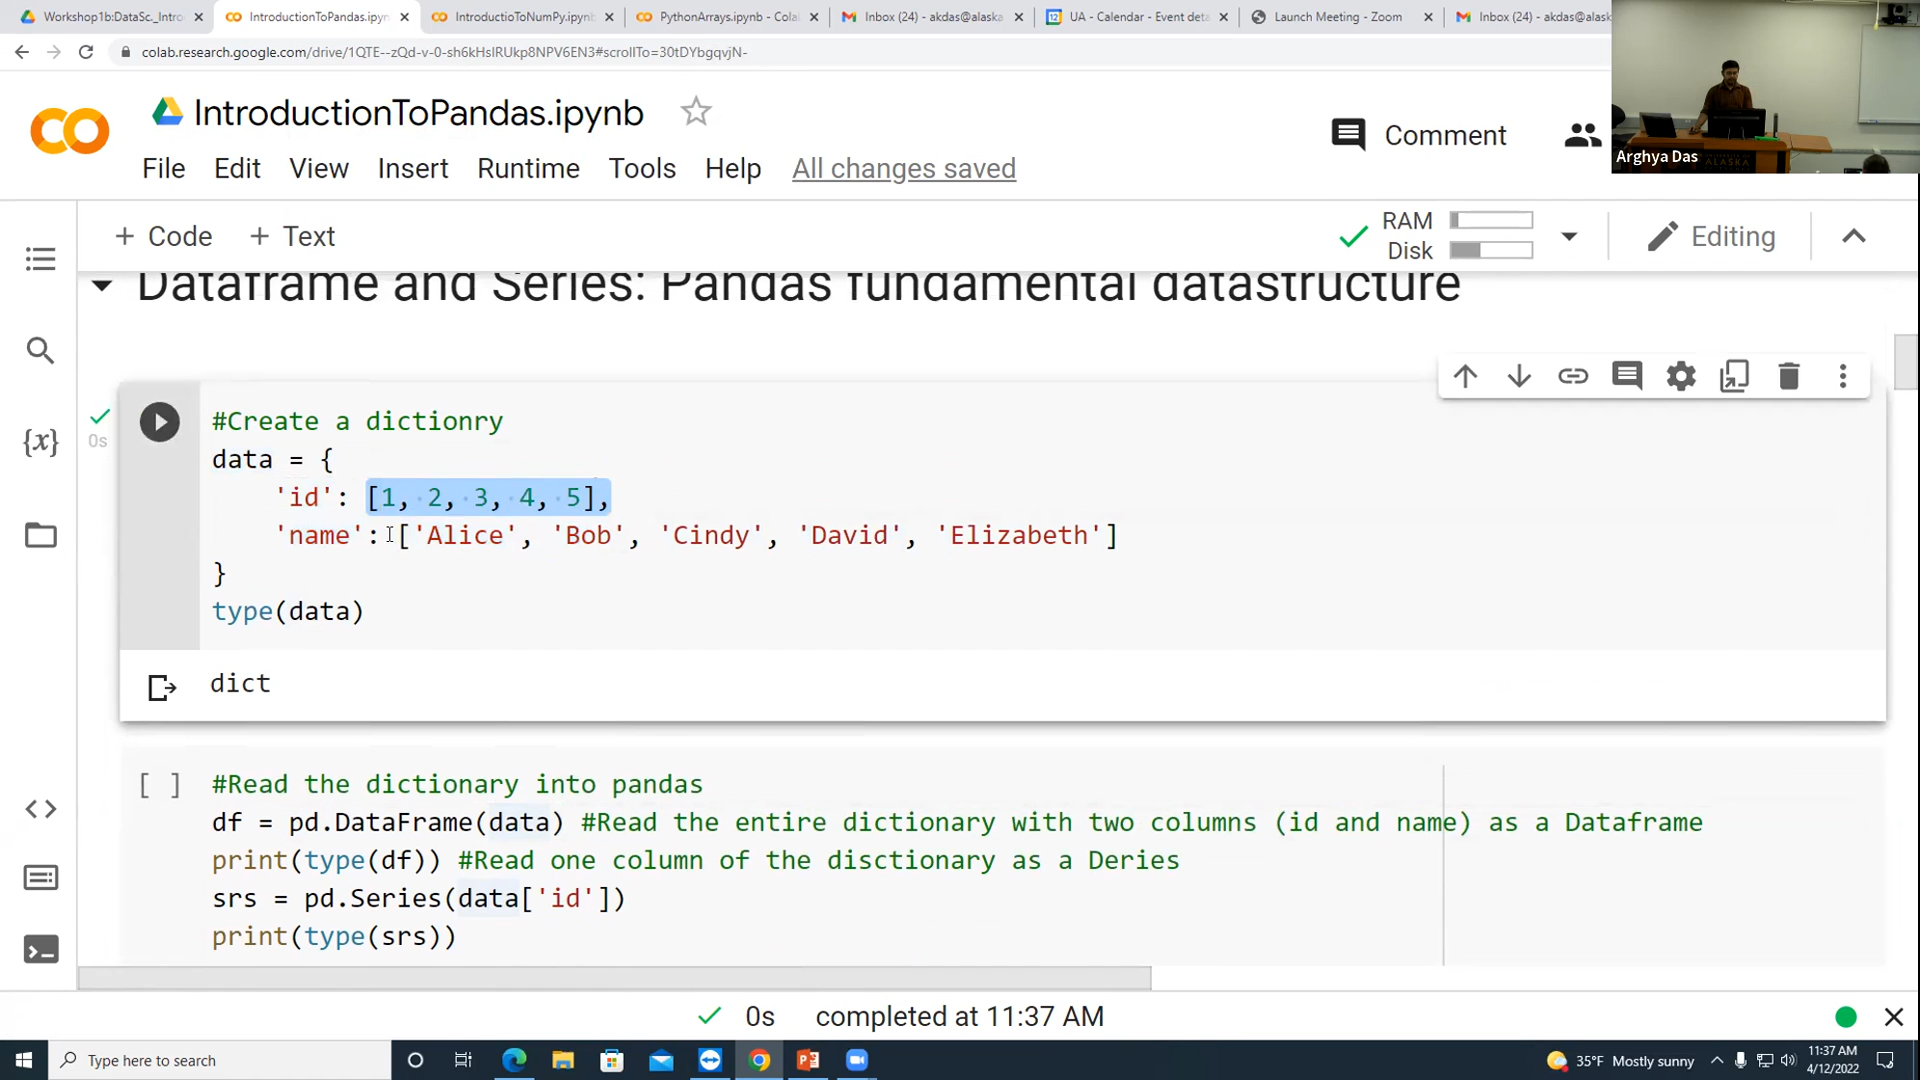 Workshop1b:DataSc._Intro
IntroductionToPandas.ipynb
IntroductioToNumPy.ipynb
PythonArrays.ipynb - Cola
Inbox (24) - akdas@alaska
UA - Calendar - Event deta
Launch Meeting - Zoom
Inbox (24) - akdas@alask
colab.research.google.com/drive/1QTE--zQd-v-0-sh6kHsIRUkp8NPV6EN3#scrollTo=30tDYbgqvjN-
IntroductionToPandas.ipynb
Comment
Arghya Das
File Edit View Insert Runtime Tools Help All changes saved
+ Code + Text
RAM
Disk
Editing
Dataframe and Series: Pandas fundamental datastructure
0s
#Create a dictionry
data = {
'id': [1, 2, 3, 4, 5],
'name': ['Alice', 'Bob', 'Cindy', 'David', 'Elizabeth']
}
type(data)
dict
[ ] #Read the dictionary into pandas
df = pd.DataFrame(data) #Read the entire dictionary with two columns (id and name) as a Dataframe
print(type(df)) #Read one column of the disctionary as a Deries
srs = pd.Series(data['id'])
print(type(srs))
0s completed at 11:37 AM
Type here to search
35°F Mostly sunny
11:37 AM
4/12/2022